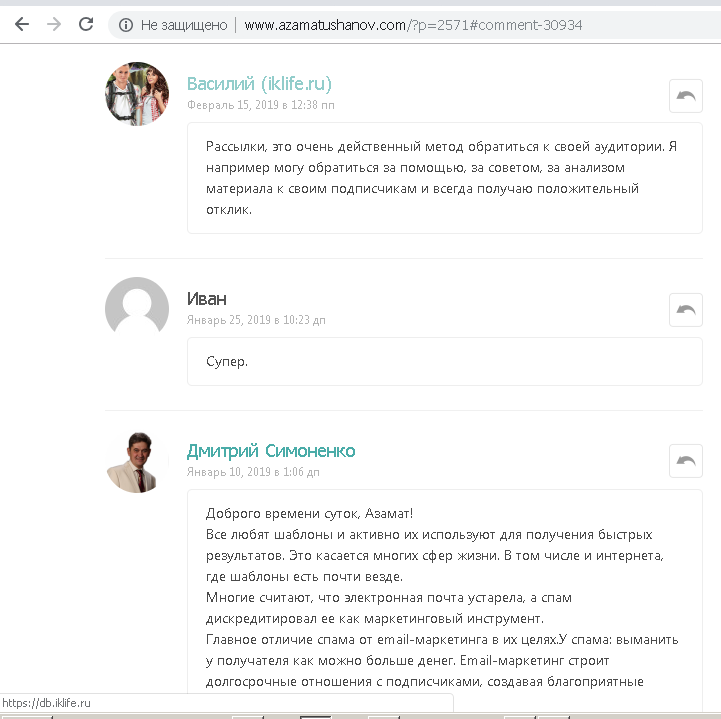 Не защищено | www.azamatushanov.com/?p=2571#comment-30934
Василий (iklife.ru)
Февраль 15, 2019 в 12:38 пп
Рассылки, это очень действенный метод обратиться к своей аудитории. Я
например могу обратиться за помощью, за советом, за анализом
материала к своим подписчикам и всегда получаю положительный
отклик.
Иван
Январь 25, 2019 в 10:23 дп
Супер.
Дмитрий Симоненко
Январь 10, 2019 в 1:06 дп
Доброго времени суток, Азамат!
Все любят шаблоны и активно их используют для получения быстрых
результатов. Это касается многих сфер жизни. В том числе и интернета,
где шаблоны есть почти везде.
Многие считают, что электронная почта устарела, а спам
дискредитировал ее как маркетинговый инструмент.
Главное отличие спама от email-маркетинга в их целях.У спама: выманить
у получателя как можно больше денег. Email-маркетинг строит
долгосрочные отношения с подписчиками, создавая благоприятные
https://db.iklife.ru